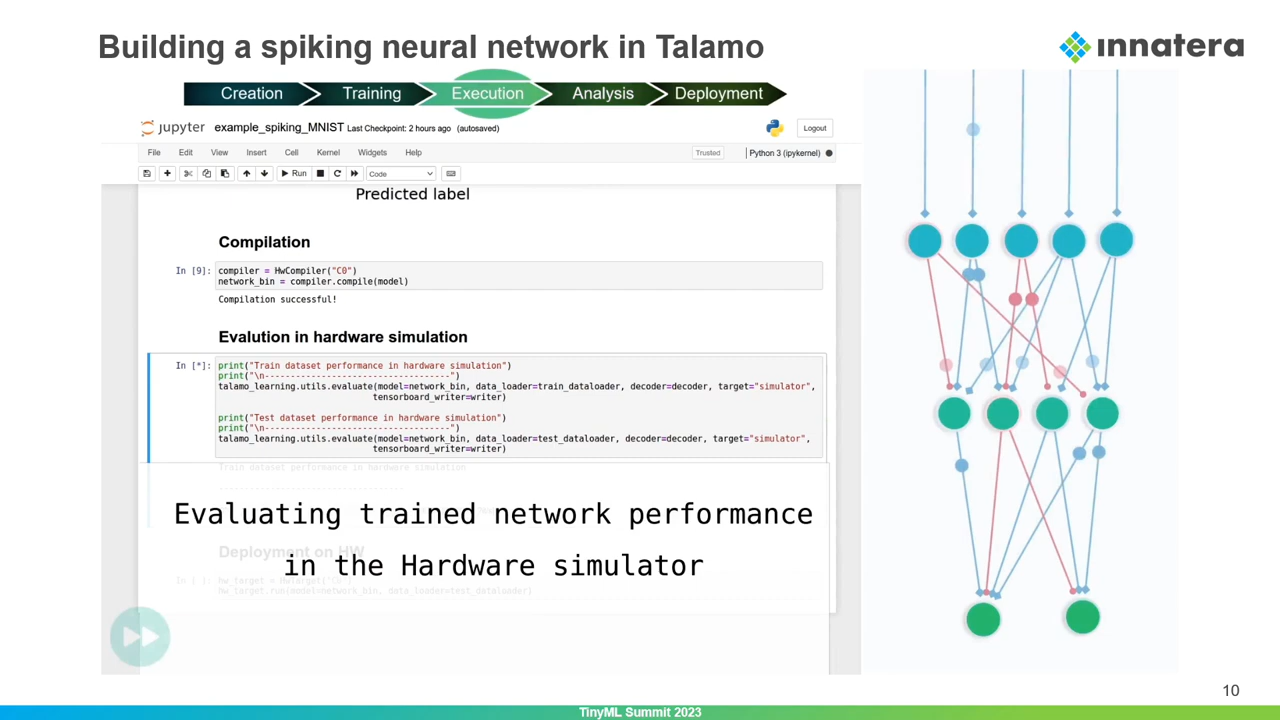 Building a spiking neural network in Talamo
innatera
Creation Training Execution Analysis Deployment
jupyter example_spiking_MNIST Last Checkpoint: 2 hours ago (autosaved)
Logout
File Edit View Insert Cell Kernel Widgets Help
Trusted
Python 3 (ipykernel)
Run
Code
Predicted label
Compilation
In [9]: compiler = HwCompiler("C0")
network_bin = compiler.compile(model)
Compilation successful!
Evalution in hardware simulation
In [*]: print("Train dataset performance in hardware simulation")
print("\n-----------------------------------")
talamo_learning.utils.evaluate(model=network_bin, data_loader=train_dataloader, decoder=decoder, target="simulator",
tensorboard_writer=writer)
print("Test dataset performance in hardware simulation")
print("\n-----------------------------------")
talamo_learning.utils.evaluate(model=network_bin, data_loader=test_dataloader, decoder=decoder, target="simulator",
tensorboard_writer=writer)
Train dataset performance in hardware simulation
-----------------------------------
Evaluating trained network performance
Deployment on HW
in the Hardware simulator
In [ ]: hw_target = HwTarget("C0")
hw_target.run(model=network_bin, data_loader=test_dataloader)
10
TinyML Summit 2023